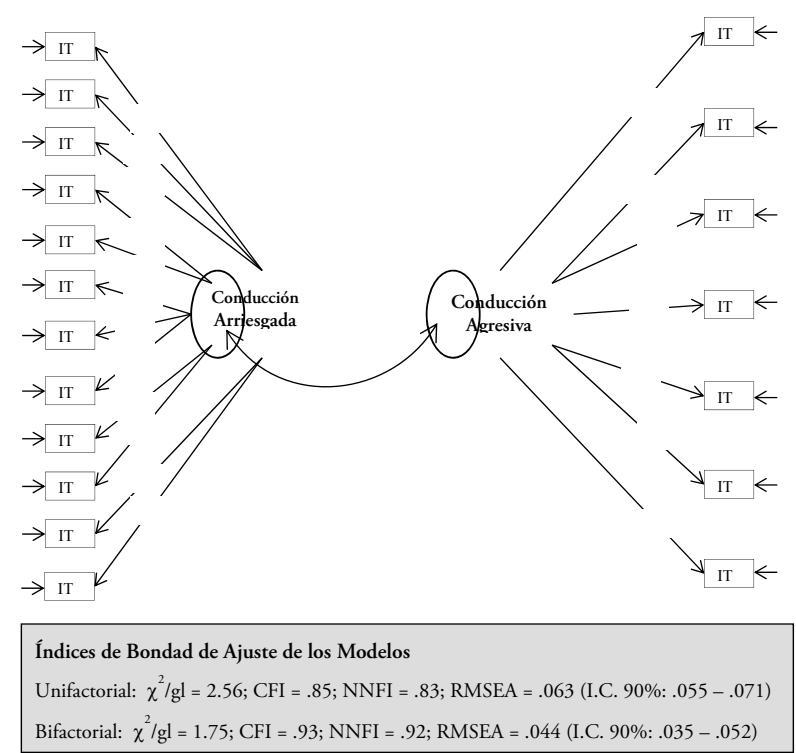 IT
IT
IT
IT
IT
IT
IT
IT
IT
IT
IT
IT
Conducción
Arriesgada
Conducción
Agresiva
IT
IT
IT
IT
IT
IT
IT
Índices de Bondad de Ajuste de los Modelos
Unifactorial: χ²/gl = 2.56; CFI = .85; NNFI = .83; RMSEA = .063 (I.C. 90%: .055 – .071)
Bifactorial: χ²/gl = 1.75; CFI = .93; NNFI = .92; RMSEA = .044 (I.C. 90%: .035 – .052)